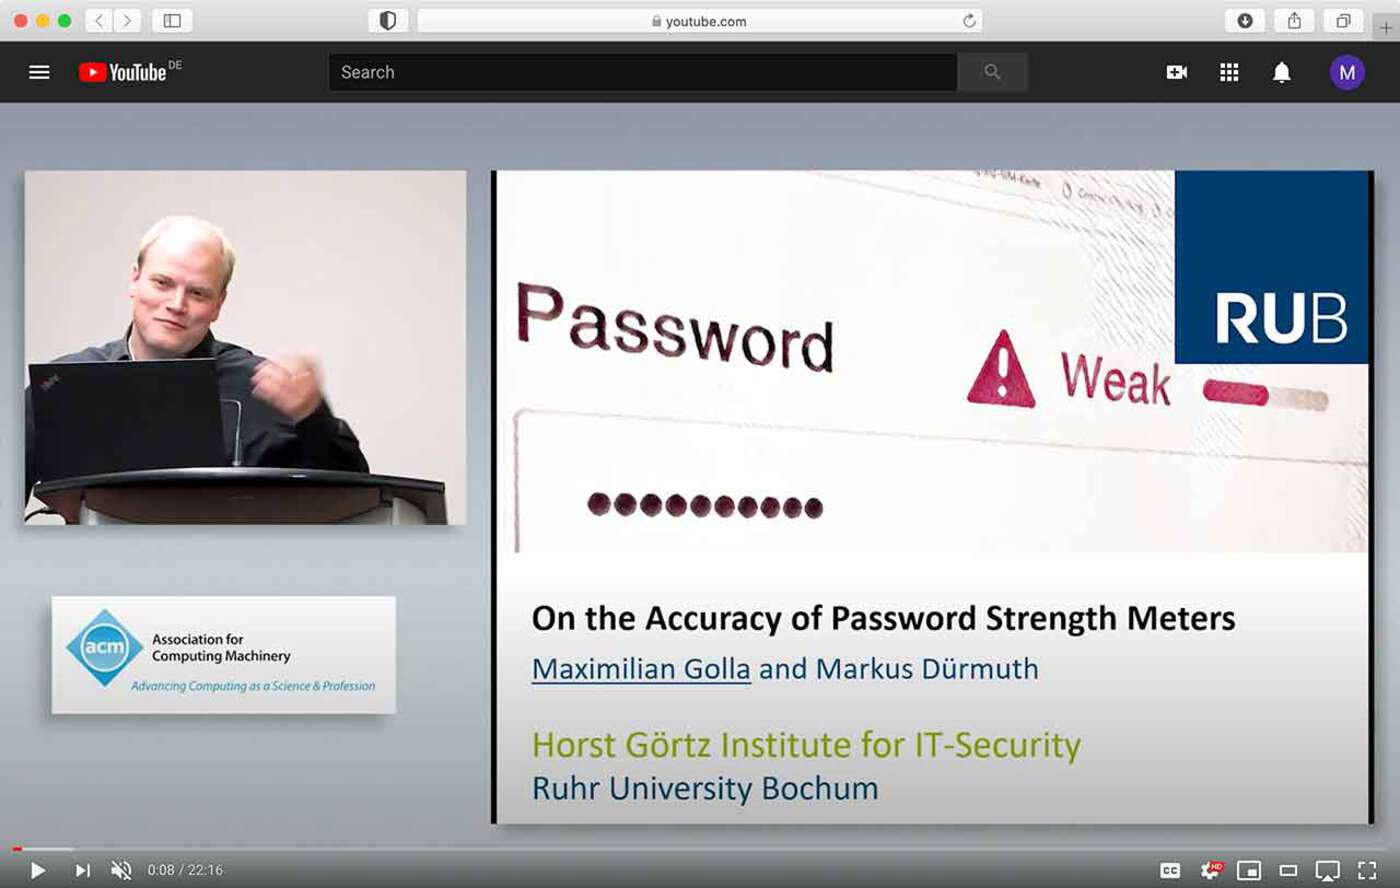 youtube.com
YouTube DE
Search
M
Password
Weak
RUB
acm
Association for
Computing Machinery
Advancing Computing as a Science & Profession
On the Accuracy of Password Strength Meters
Maximilian Golla and Markus Dürmuth
Horst Görtz Institute for IT-Security
Ruhr University Bochum
0:08 / 22:16
CC
HD